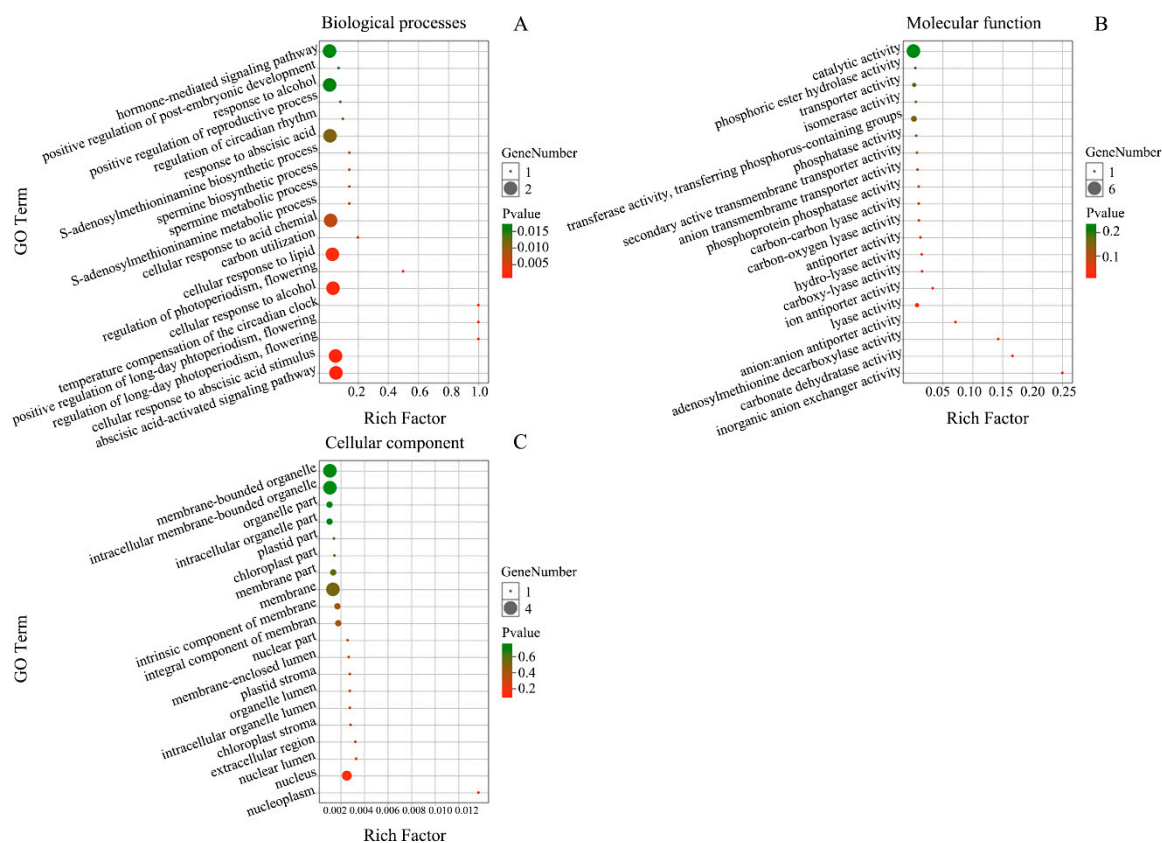 Biological processes
A
hormone-mediated signaling pathway
positive regulation of post-embryonic development
response to alcohol
positive regulation of reproductive process
regulation of circadian rhythm
response to abscisic acid
S-adenosylmethioninamine biosynthetic process
spermine biosynthetic process
spermine metabolic process
S-adenosylmethioninamine metabolic process
cellular response to acid chemial
carbon utilization
cellular response to lipid
regulation of photoperiodism, flowering
cellular response to alcohol
temperature compensation of the circadian clock
positive regulation of long-day phtoperiodism, flowering
regulation of long-day photoperiodism, flowering
cellular response to abscisic acid stimulus
abscisic acid-activated signaling pathway
GO Term
0.2 0.4 0.6 0.8 1.0
Rich Factor
GeneNumber
1
2
Pvalue
0.015
0.010
0.005
Molecular function
B
catalytic activity
phosphoric ester hydrolase activity
transporter activity
isomerase activity
transferase activity, transferring phosphorus-containing groups
phosphatase activity
secondary active transmembrane transporter activity
anion transmembrane transporter activity
phosphoprotein phosphatase activity
carbon-carbon lyase activity
carbon-oxygen lyase activity
antiporter activity
hydro-lyase activity
carboxy-lyase activity
ion antiporter activity
lyase activity
anion:anion antiporter activity
adenosylmethionine decarboxylase activity
carbonate dehydratase activity
inorganic anion exchanger activity
0.05 0.10 0.15 0.20 0.25
Rich Factor
GeneNumber
1
6
Pvalue
0.2
0.1
Cellular component
C
membrane-bounded organelle
intracellular membrane-bounded organelle
organelle part
intracellular organelle part
plastid part
chloroplast part
membrane part
membrane
intrinsic component of membrane
integral component of membran
nuclear part
membrane-enclosed lumen
plastid stroma
organelle lumen
intracellular organelle lumen
chloroplast stroma
extracellular region
nuclear lumen
nucleus
nucleoplasm
GO Term
0.002 0.004 0.006 0.008 0.010 0.012
Rich Factor
GeneNumber
1
4
Pvalue
0.6
0.4
0.2